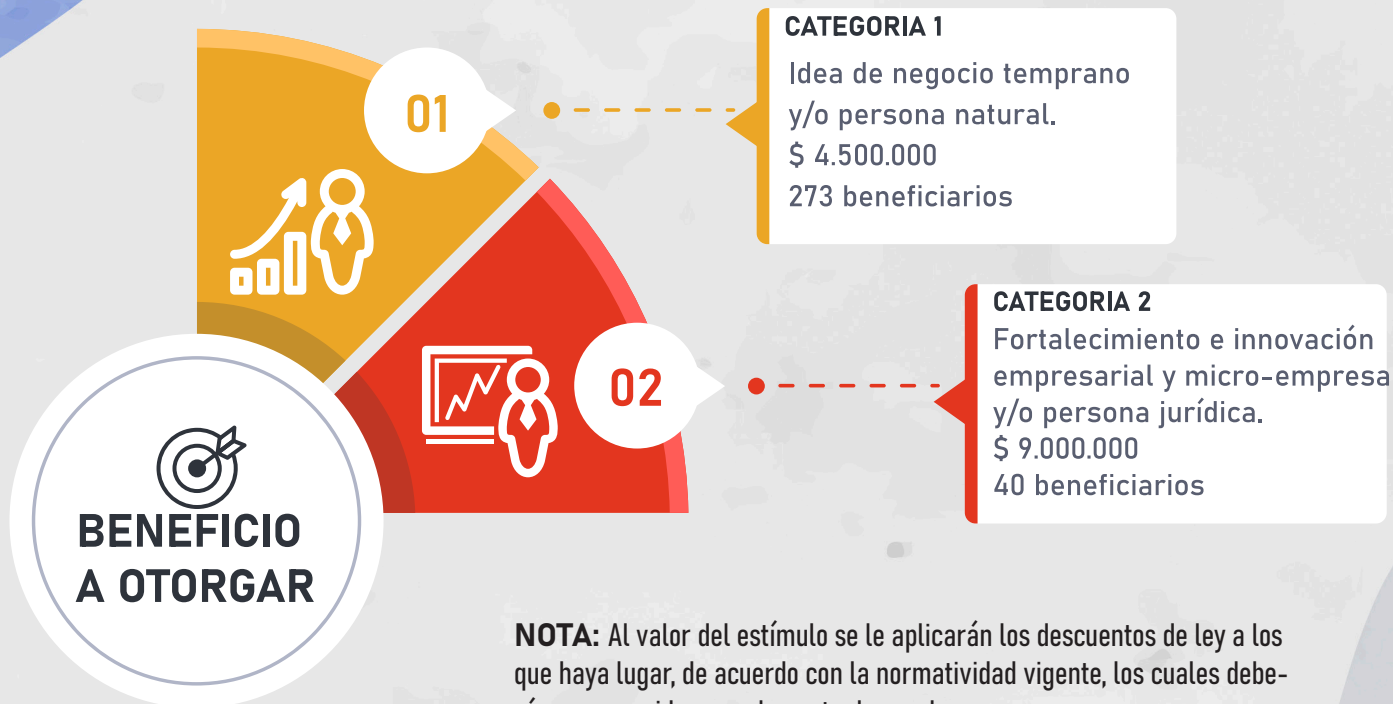 01
CATEGORIA 1
Idea de negocio temprano
y/o persona natural.
$ 4.500.000
273 beneficiarios
02
CATEGORIA 2
Fortalecimiento e innovación
empresarial y micro-empresa
y/o persona jurídica.
$ 9.000.000
40 beneficiarios
BENEFICIO
A OTORGAR
NOTA: Al valor del estímulo se le aplicarán los descuentos de ley a los
que haya lugar, de acuerdo con la normatividad vigente, los cuales debe-